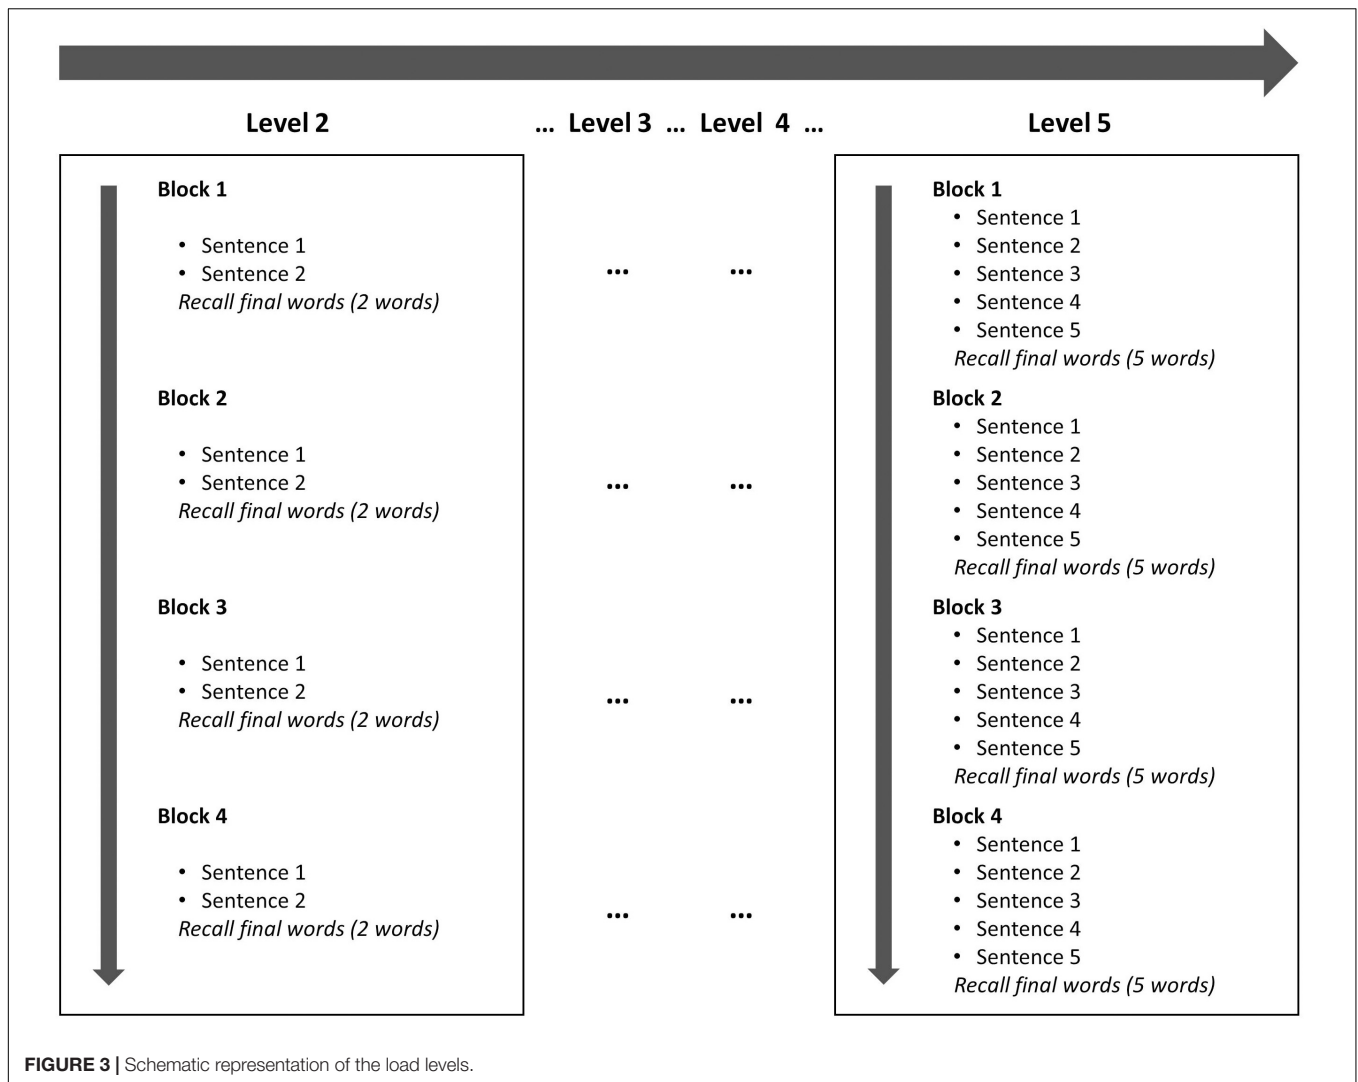 Level 2 ... Level 3 ... Level 4 ... Level 5
Block 1
• Sentence 1
• Sentence 2
Recall final words (2 words)
Block 2
• Sentence 1
• Sentence 2
Recall final words (2 words)
Block 3
• Sentence 1
• Sentence 2
Recall final words (2 words)
Block 4
• Sentence 1
• Sentence 2
Recall final words (2 words)
... ...
... ...
... ...
... ...
Block 1
• Sentence 1
• Sentence 2
• Sentence 3
• Sentence 4
• Sentence 5
Recall final words (5 words)
Block 2
• Sentence 1
• Sentence 2
• Sentence 3
• Sentence 4
• Sentence 5
Recall final words (5 words)
Block 3
• Sentence 1
• Sentence 2
• Sentence 3
• Sentence 4
• Sentence 5
Recall final words (5 words)
Block 4
• Sentence 1
• Sentence 2
• Sentence 3
• Sentence 4
• Sentence 5
Recall final words (5 words)
FIGURE 3 | Schematic representation of the load levels.